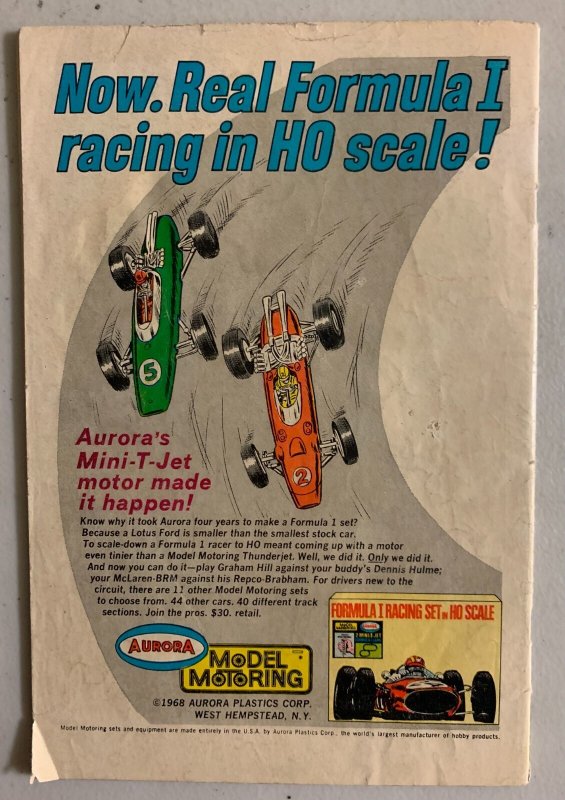 Now. Real Formula I
racing in HO scale!
5
2
Aurora's
Mini-T-Jet
motor made
it happen!
Know why it took Aurora four years to make a Formula 1 set?
Because a Lotus Ford is smaller than the smallest stock car.
To scale-down a Formula 1 racer to HO meant coming up with a motor
even tinier than a Model Motoring Thunderjet. Well, we did it. Only we did it.
And now you can do it—play Graham Hill against your buddy's Dennis Hulme;
your McLaren-BRM against his Repco-Brabham. For drivers new to the
circuit, there are 11 other Model Motoring sets
to choose from. 44 other cars. 40 different track
sections. Join the pros. $30. retail.
FORMULA I RACING SET IN HO SCALE
AURORA
MODEL
MOTORING
©1968 AURORA PLASTICS CORP.
WEST HEMPSTEAD, N.Y.
Model Motoring sets and equipment are made entirely in the U.S.A. by Aurora Plastics Corp., the world's largest manufacturer of hobby products.